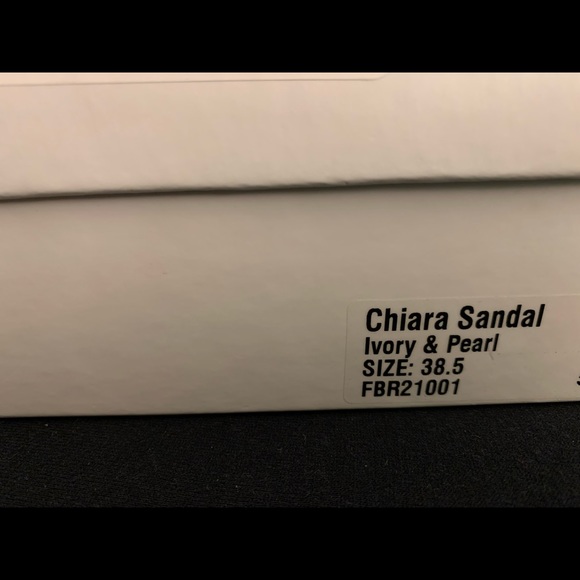 Chiara Sandal
Ivory & Pearl
SIZE: 38.5
FBR21001